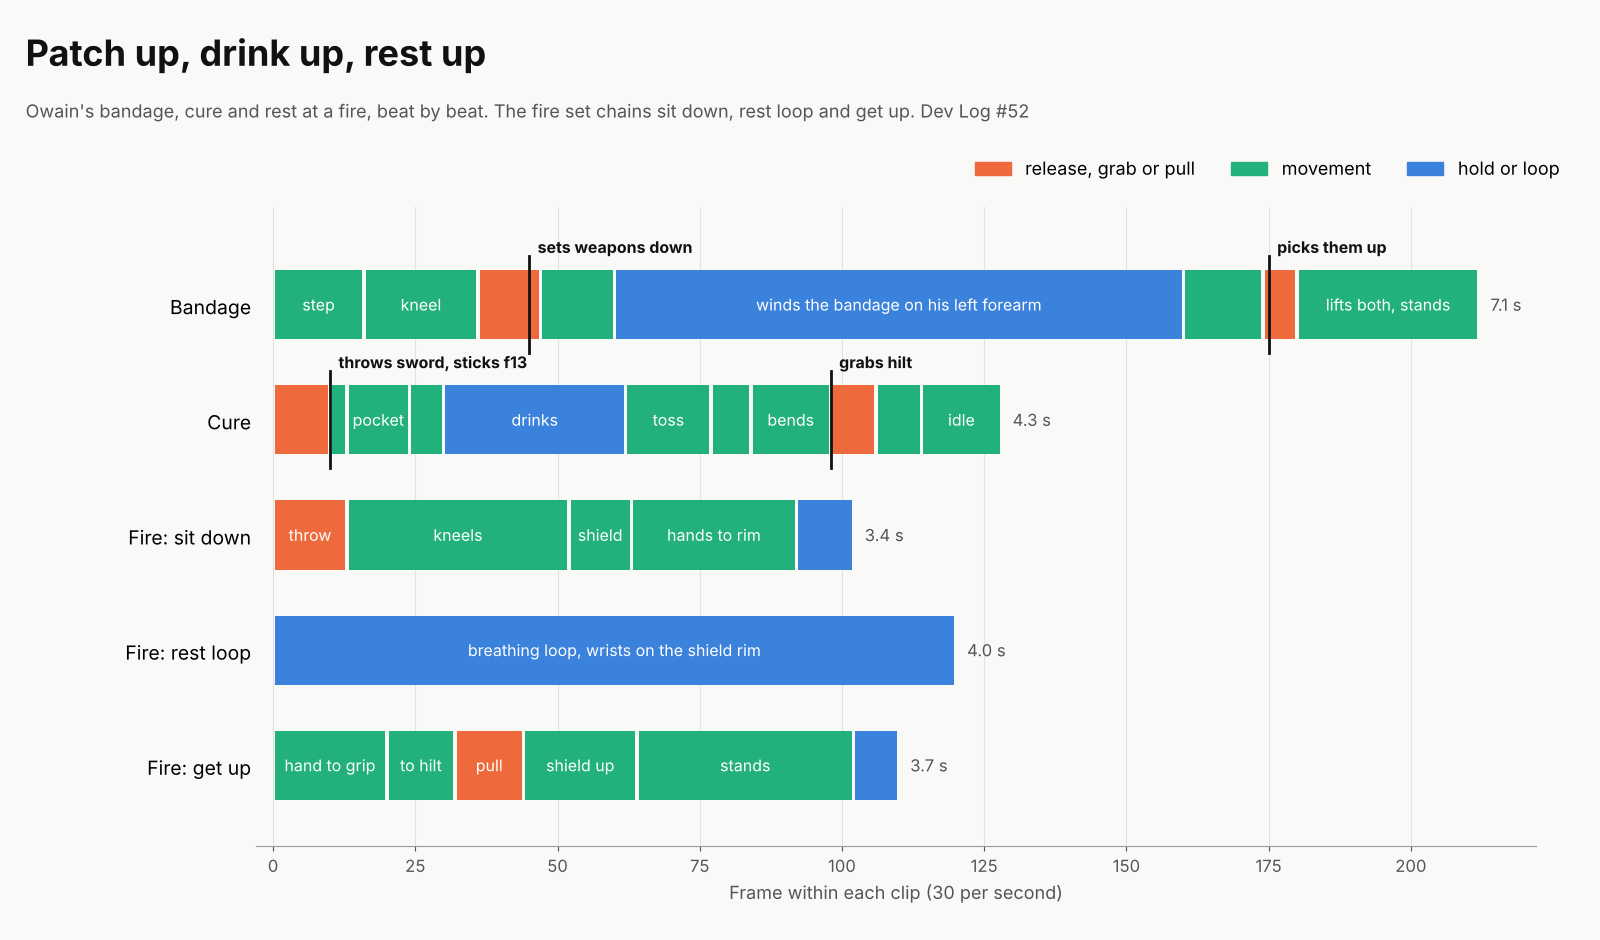 Patch up, drink up, rest up
Owain's bandage, cure and rest at a fire, beat by beat. The fire set chains sit down, rest loop and get up. Dev Log #52
release, grab or pull
movement
hold or loop
sets weapons down
picks them up
Bandage
step
kneel
winds the bandage on his left forearm
lifts both, stands
7.1 s
throws sword, sticks f13
grabs hilt
Cure
pocket
drinks
toss
bends
idle
4.3 s
Fire: sit down
throw
kneels
shield
hands to rim
3.4 s
Fire: rest loop
breathing loop, wrists on the shield rim
4.0 s
Fire: get up
hand to grip
to hilt
pull
shield up
stands
3.7 s
0 25 50 75 100 125 150 175 200
Frame within each clip (30 per second)